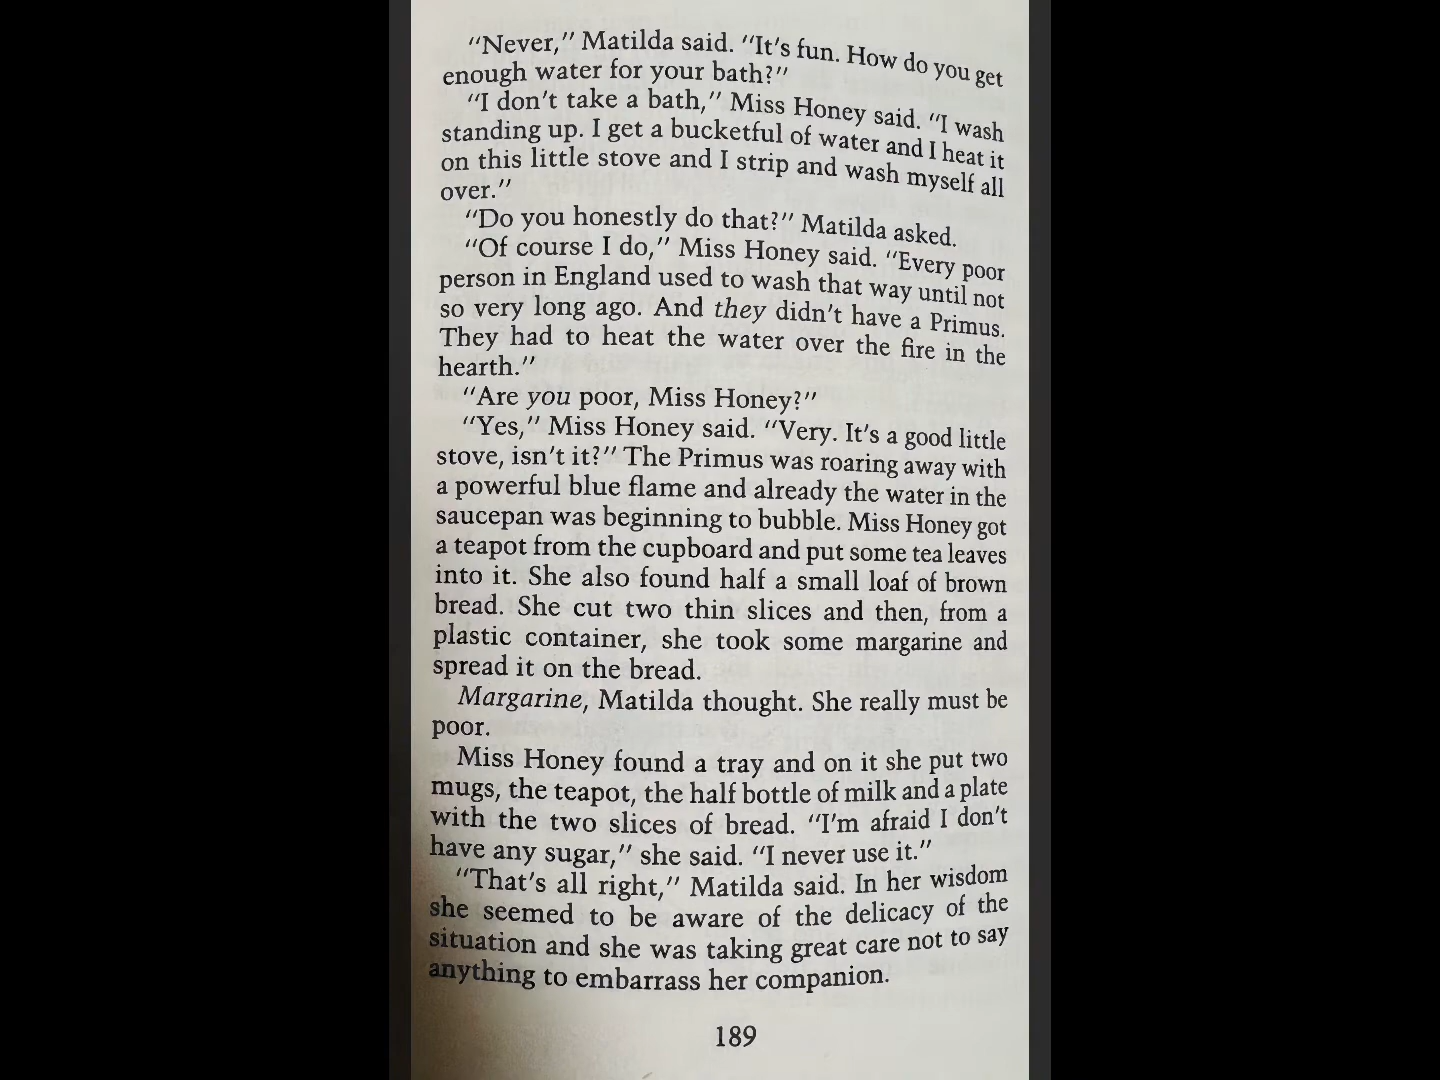 “Never,” Matilda said. “It's fun. How do you get
enough water for your bath?”
“I don't take a bath,” Miss Honey said. “I wash
standing up. I get a bucketful of water and I heat it
on this little stove and I strip and wash myself all
over.”
“Do you honestly do that?” Matilda asked.
“Of course I do,” Miss Honey said. “Every poor
person in England used to wash that way until not
so very long ago. And they didn't have a Primus.
They had to heat the water over the fire in the
hearth.”
“Are you poor, Miss Honey?”
“Yes,” Miss Honey said. “Very. It's a good little
stove, isn't it?” The Primus was roaring away with
a powerful blue flame and already the water in the
saucepan was beginning to bubble. Miss Honey got
a teapot from the cupboard and put some tea leaves
into it. She also found half a small loaf of brown
bread. She cut two thin slices and then, from a
plastic container, she took some margarine and
spread it on the bread.
Margarine, Matilda thought. She really must be
poor.
Miss Honey found a tray and on it she put two
mugs, the teapot, the half bottle of milk and a plate
with the two slices of bread. “I'm afraid I don't
have any sugar,” she said. “I never use it.”
“That's all right,” Matilda said. In her wisdom
she seemed to be aware of the delicacy of the
situation and she was taking great care not to say
anything to embarrass her companion.
189